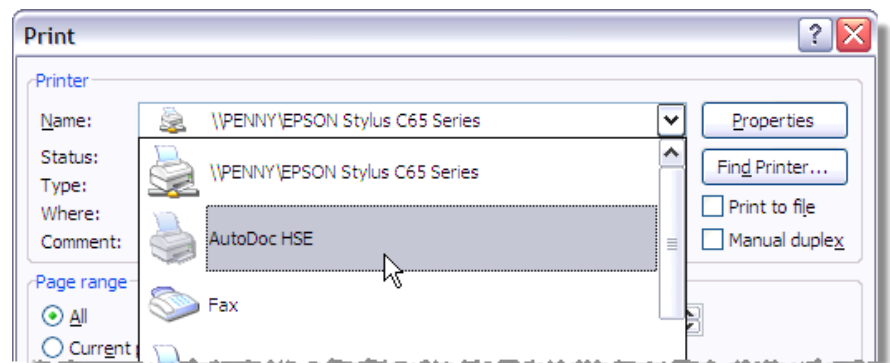 Print
Printer
Name: \\PENNY\EPSON Stylus C65 Series Properties
Status: \\PENNY\EPSON Stylus C65 Series Find Printer...
Type:
Where: Print to file
Comment: AutoDoc HSE Manual duplex
Page range
All Fax
Current